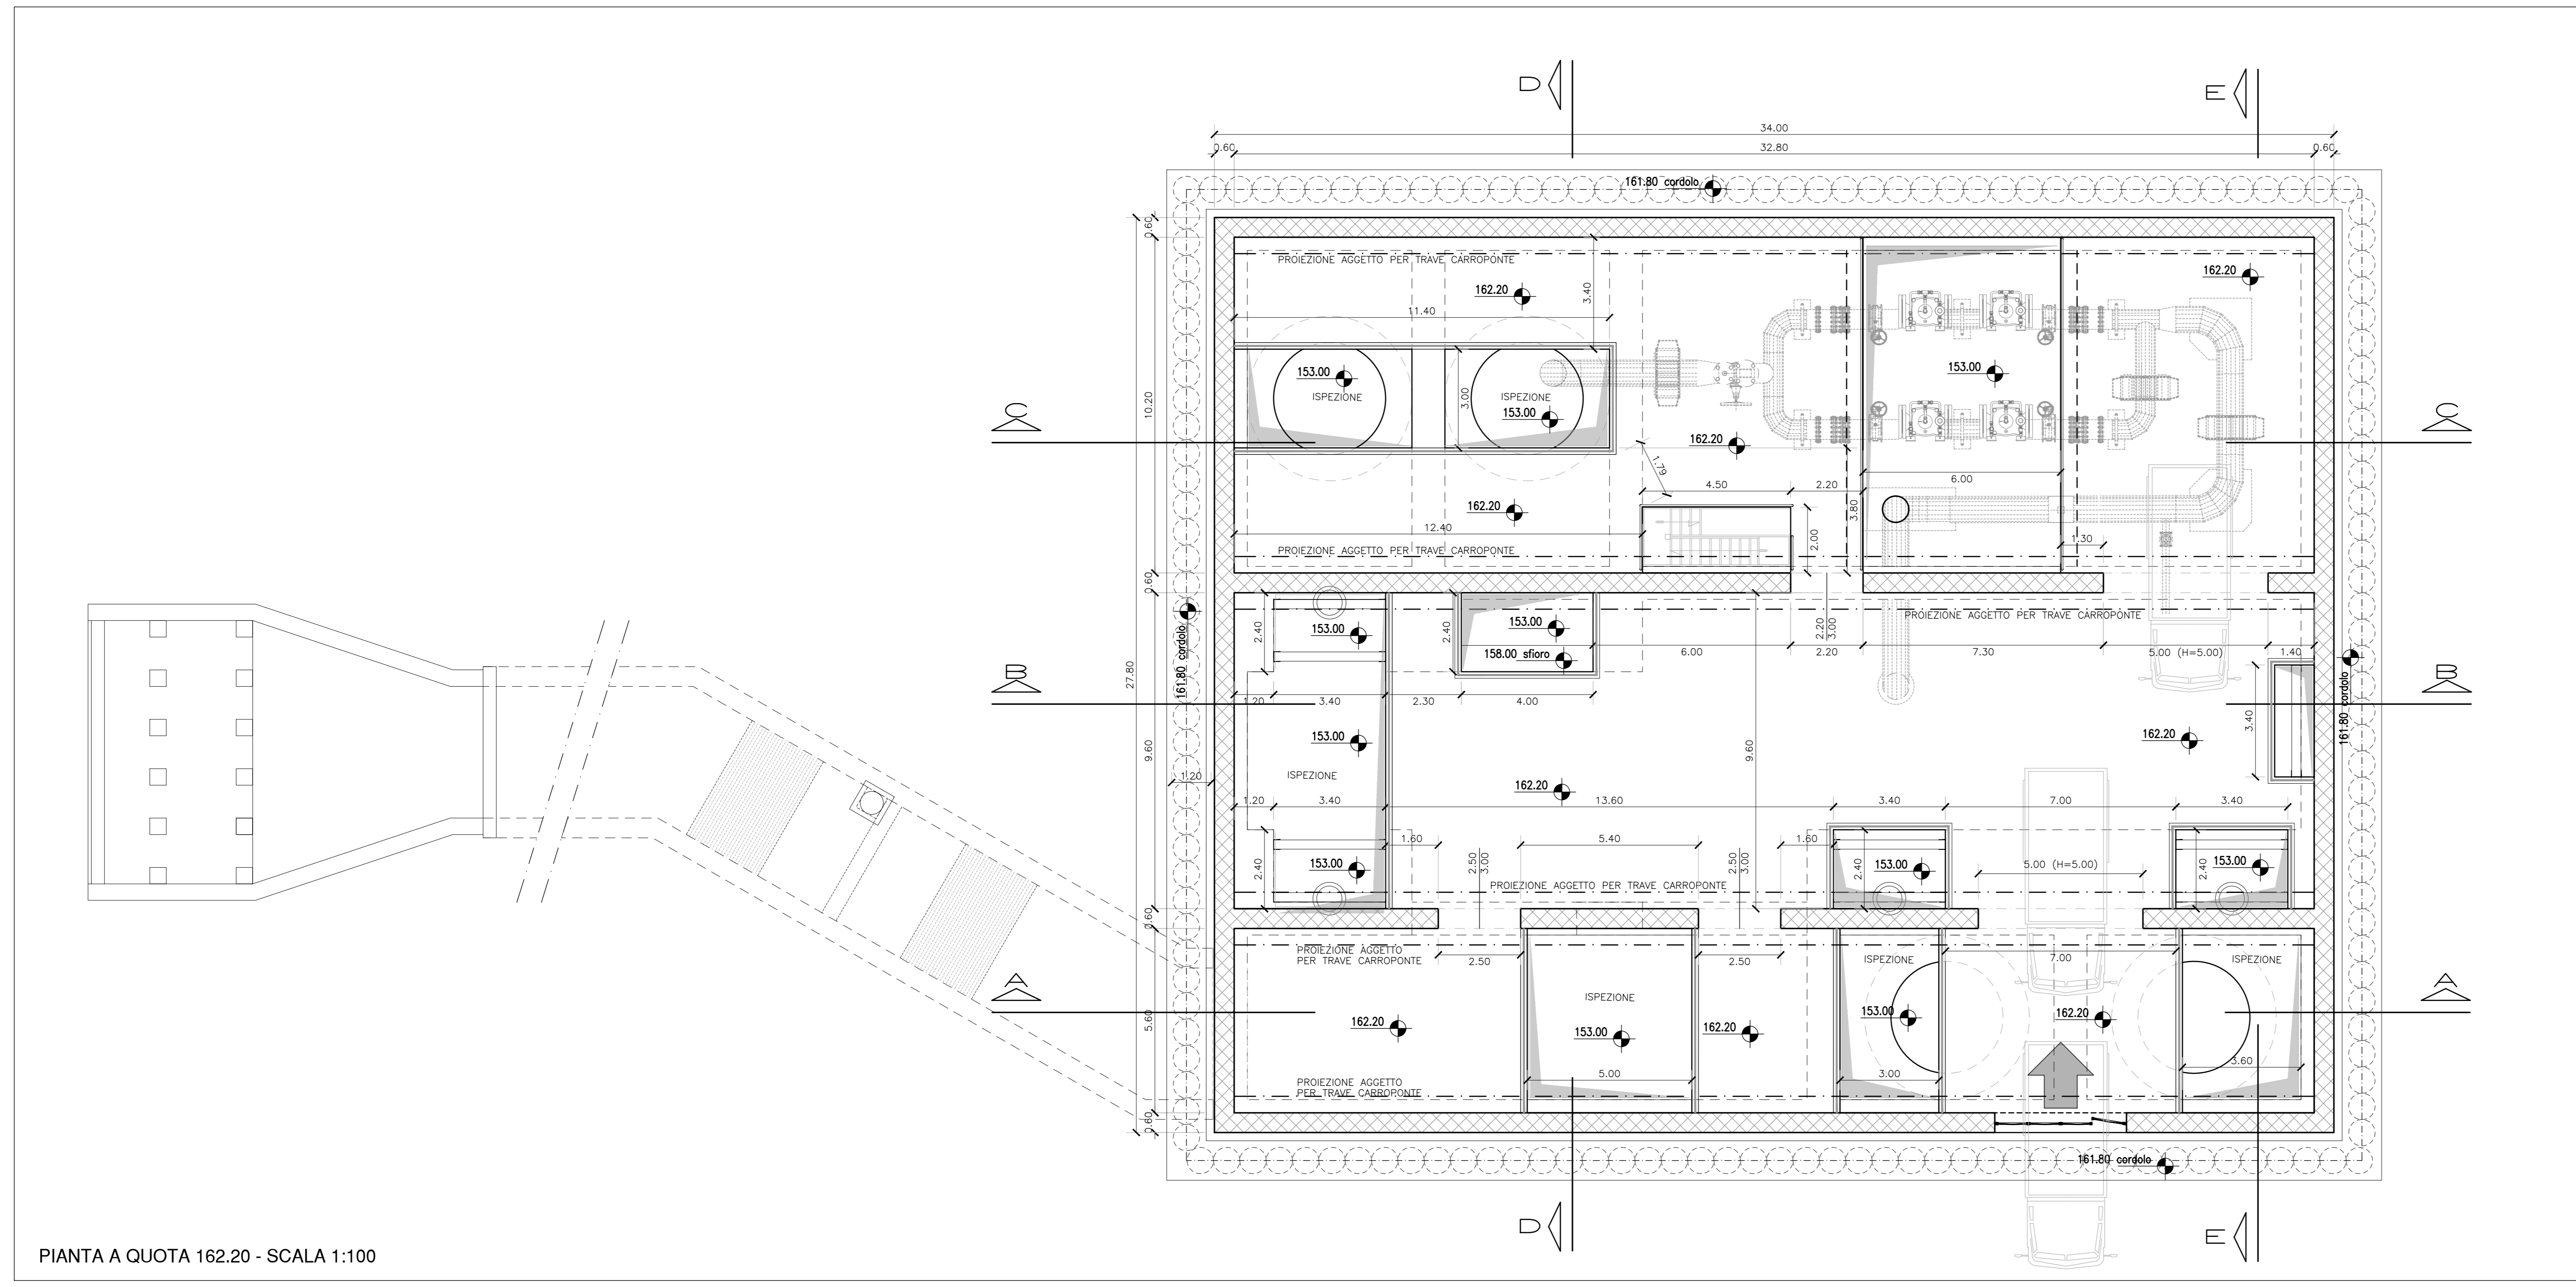 D
E
34.00
0.60
32.80
0.60
161.80 cordolo
0.60
PROIEZIONE AGGETTO PER TRAVE CARROPONTE
162.20
162.20
3.40
11.40
153.00
ISPEZIONE
3.00
ISPEZIONE
153.00
153.00
10.20
C
C
162.20
1.79
4.50
2.20
6.00
162.20
3.80
12.40
2.00
1.30
PROIEZIONE AGGETTO PER TRAVE CARROPONTE
0.60
161.80 cordolo
2.40
153.00
2.40
153.00
158.00 sfioro
2.20
3.00
PROIEZIONE AGGETTO PER TRAVE CARROPONTE
6.00
2.20
7.30
5.00 (H=5.00)
1.40
B
B
27.80
1.20
3.40
2.30
4.00
3.40
161.80 cordolo
153.00
162.20
9.60
9.60
ISPEZIONE
1.20
162.20
1.20
3.40
13.60
3.40
7.00
3.40
1.60
5.40
1.60
2.40
153.00
2.50
3.00
2.50
3.00
2.40
153.00
5.00 (H=5.00)
2.40
153.00
PROIEZIONE AGGETTO PER TRAVE CARROPONTE
0.60
PROIEZIONE AGGETTO
PER TRAVE CARROPONTE
2.50
2.50
ISPEZIONE
7.00
ISPEZIONE
A
A
ISPEZIONE
5.60
162.20
153.00
162.20
153.00
162.20
3.60
5.00
3.00
PROIEZIONE AGGETTO
PER TRAVE CARROPONTE
0.60
161.80 cordolo
D
E
PIANTA A QUOTA 162.20 - SCALA 1:100